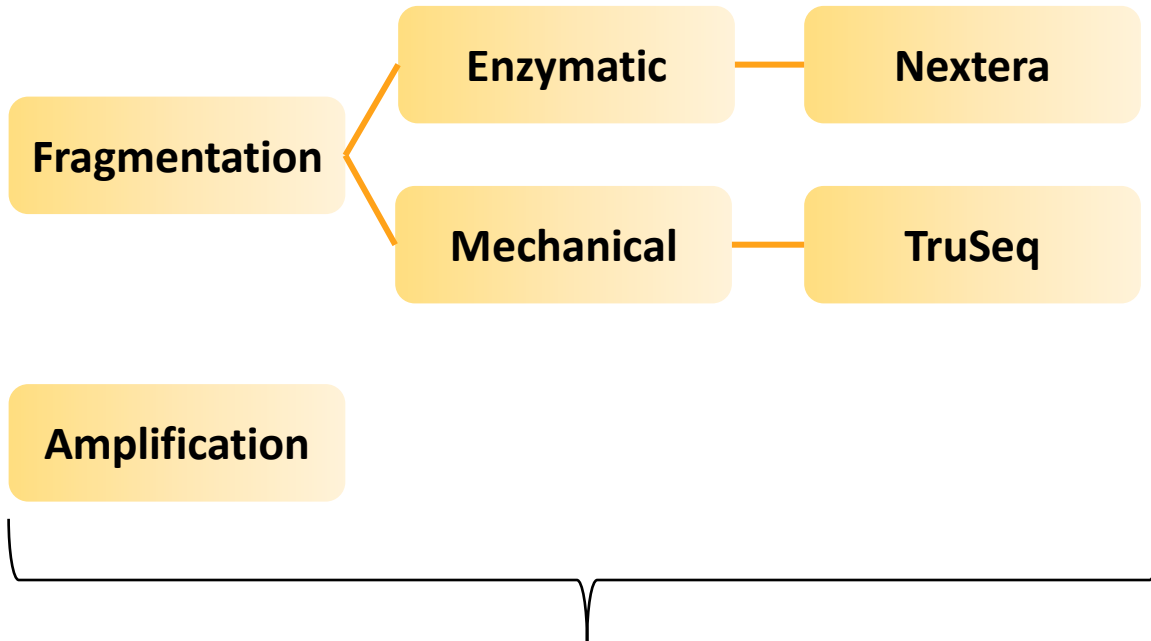 Enzymatic
Nextera
Fragmentation
Mechanical
TruSeq
Amplification